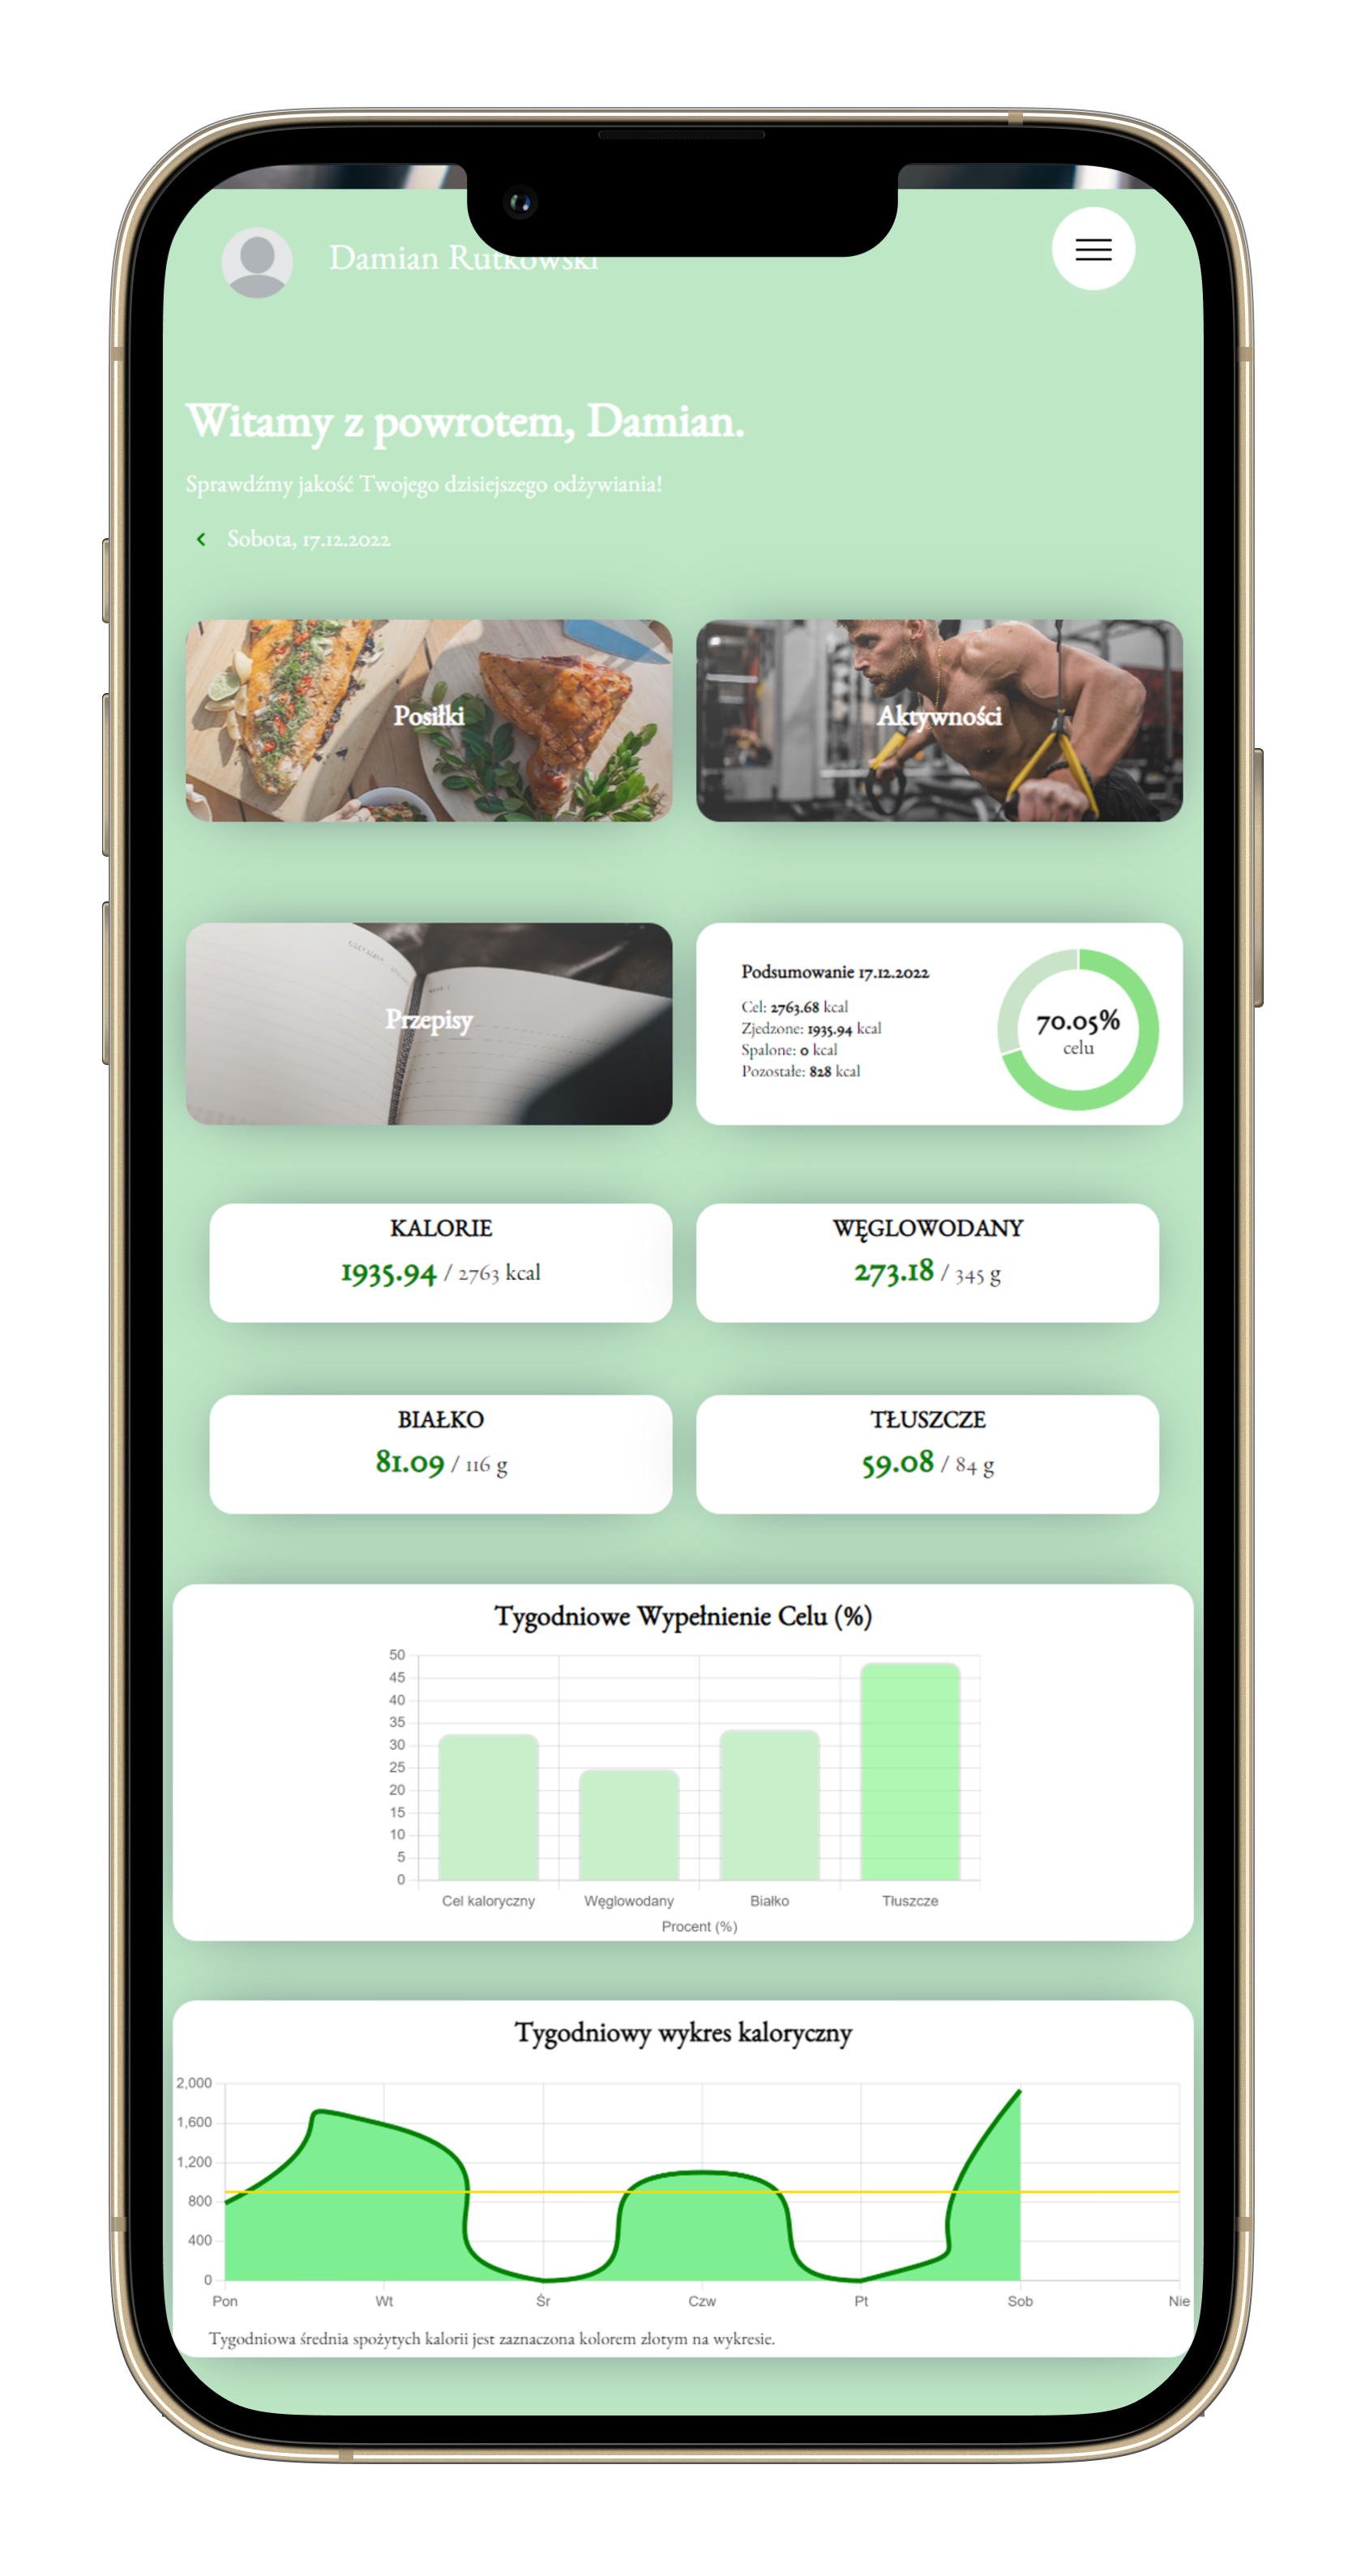 Damian Rutkowski
Witamy z powrotem, Damian.
Sprawdźmy jakość Twojego dzisiejszego odżywiania!
Sobota, 17.12.2022
Posiłki
Aktywności
Przepisy
Podsumowanie 17.12.2022
Cel: 2763.68 kcal
Zjedzone: 1935.94 kcal
Spalone: 0 kcal
Pozostałe: 828 kcal
70.05%
celu
KALORIE
1935.94 / 2763 kcal
WĘGLOWODANY
273.18 / 345 g
BIAŁKO
81.09 / 116 g
TŁUSZCZE
59.08 / 84 g
Tygodniowe Wypełnienie Celu (%)
50
45
40
35
30
25
20
15
10
5
0
Cel kaloryczny Węglowodany Białko Tłuszcze
Procent (%)
Tygodniowy wykres kaloryczny
2,000
1,600
1,200
800
400
0
Pon Wt Śr Czw Pt Sob Nie
Tygodniowa średnia spożytych kalorii jest zaznaczona kolorem złotym na wykresie.